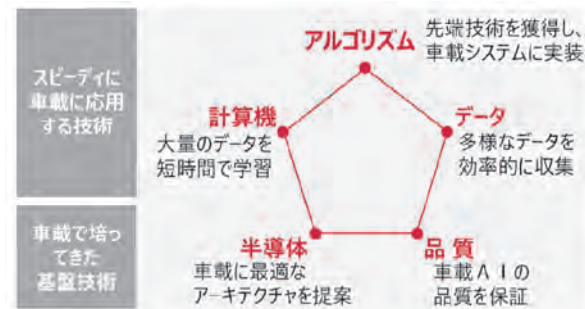 スピーディに
車載に応用
する技術
アルゴリズム
先端技術を獲得し、
車載システムに実装
計算機
大量のデータを
短時間で学習
データ
多様なデータを
効率的に収集
車載で培っ
てきた
基盤技術
半導体
車載に最適な
アーキテクチャを提案
品質
車載AIの
品質を保証